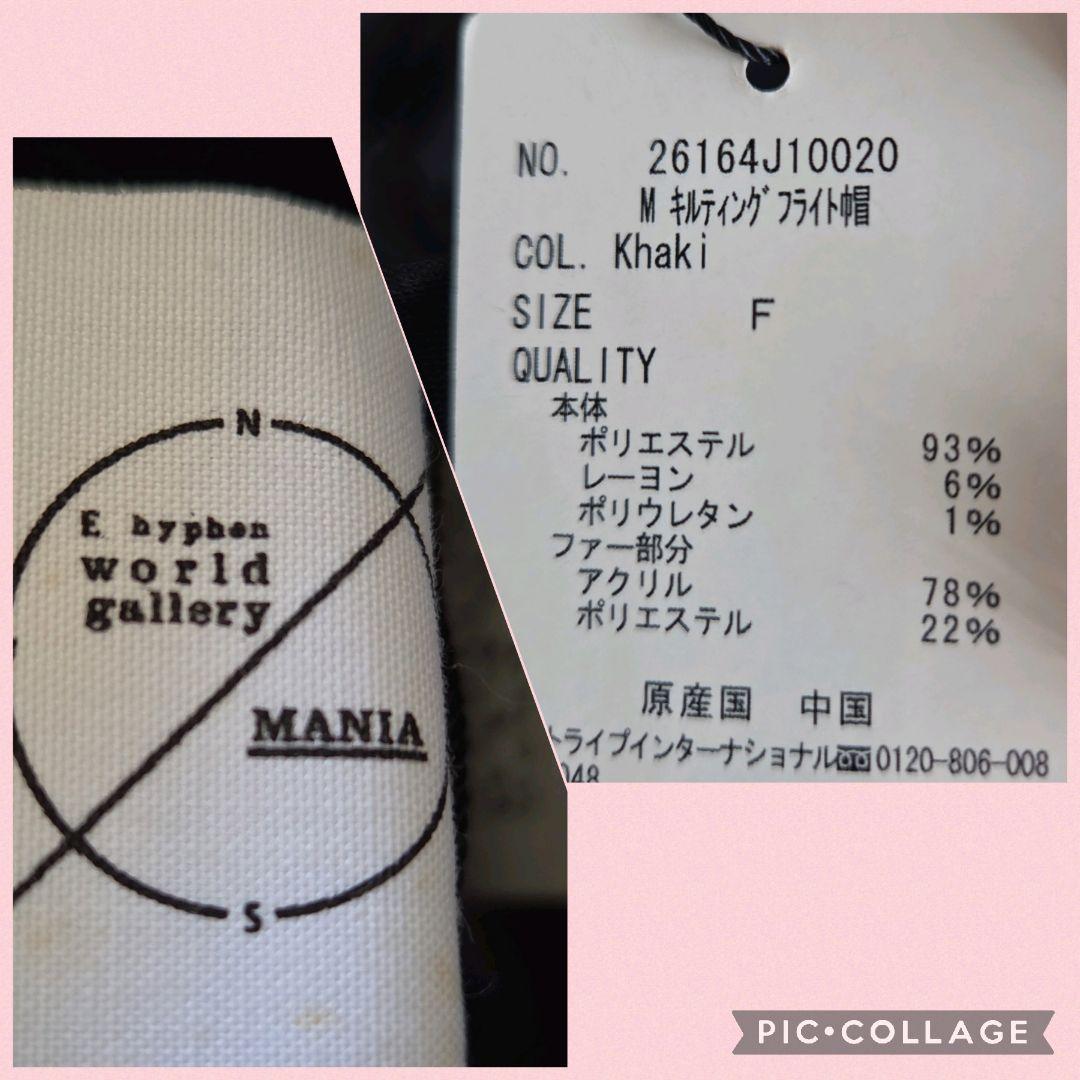 N
E hyphen
world
gallery
MANIA
S
NO. 26164J10020
M ｷﾙﾃｨﾝｸﾞﾌﾗｲﾄ帽
COL. Khaki
SIZE F
QUALITY
本体
ポリエステル 93%
レーヨン 6%
ポリウレタン 1%
ファー部分
アクリル 78%
ポリエステル 22%
原産国 中国
トライプインターナショナル 0120-806-008
048
PIC•COLLAGE